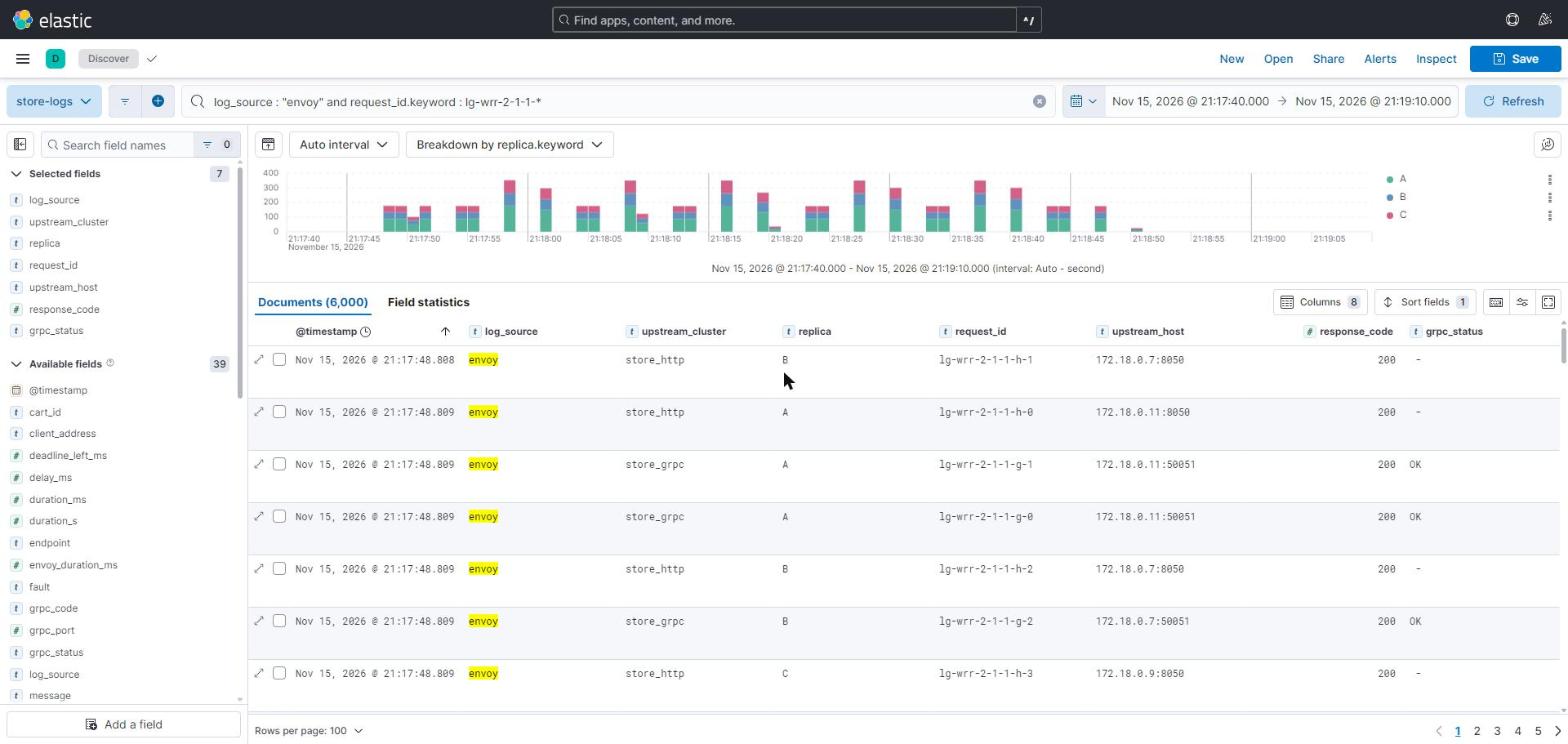 elastic
Find apps, content, and more.
^/
D Discover New Open Share Alerts Inspect Save
store-logs log_source : "envoy" and request_id.keyword : lg-wrr-2-1-1-* Nov 15, 2026 @ 21:17:40.000 → Nov 15, 2026 @ 21:19:10.000 Refresh
Search field names 0
Auto interval Breakdown by replica.keyword
Selected fields 7
log_source
upstream_cluster
replica
request_id
upstream_host
response_code
grpc_status
Available fields 39
@timestamp
cart_id
client_address
deadline_left_ms
delay_ms
duration_ms
duration_s
endpoint
envoy_duration_ms
fault
grpc_code
grpc_port
grpc_status
log_source
message
Add a field
400
300
200
100
0
21:17:40 21:17:45 21:17:50 21:17:55 21:18:00 21:18:05 21:18:10 21:18:15 21:18:20 21:18:25 21:18:30 21:18:35 21:18:40 21:18:45 21:18:50 21:18:55 21:19:00 21:19:05
November 15, 2026
A
B
C
Nov 15, 2026 @ 21:17:40.000 - Nov 15, 2026 @ 21:19:10.000 (interval: Auto - second)
Documents (6,000) Field statistics Columns 8 Sort fields 1
@timestamp log_source upstream_cluster replica request_id upstream_host response_code grpc_status
Nov 15, 2026 @ 21:17:48.808 envoy store_http B lg-wrr-2-1-1-h-1 172.18.0.7:8050 200 -
Nov 15, 2026 @ 21:17:48.809 envoy store_http A lg-wrr-2-1-1-h-0 172.18.0.11:8050 200 -
Nov 15, 2026 @ 21:17:48.809 envoy store_grpc A lg-wrr-2-1-1-g-1 172.18.0.11:50051 200 OK
Nov 15, 2026 @ 21:17:48.809 envoy store_grpc A lg-wrr-2-1-1-g-0 172.18.0.11:50051 200 OK
Nov 15, 2026 @ 21:17:48.809 envoy store_http B lg-wrr-2-1-1-h-2 172.18.0.7:8050 200 -
Nov 15, 2026 @ 21:17:48.809 envoy store_grpc B lg-wrr-2-1-1-g-2 172.18.0.7:50051 200 OK
Nov 15, 2026 @ 21:17:48.809 envoy store_http C lg-wrr-2-1-1-h-3 172.18.0.9:8050 200 -
Rows per page: 100 1 2 3 4 5